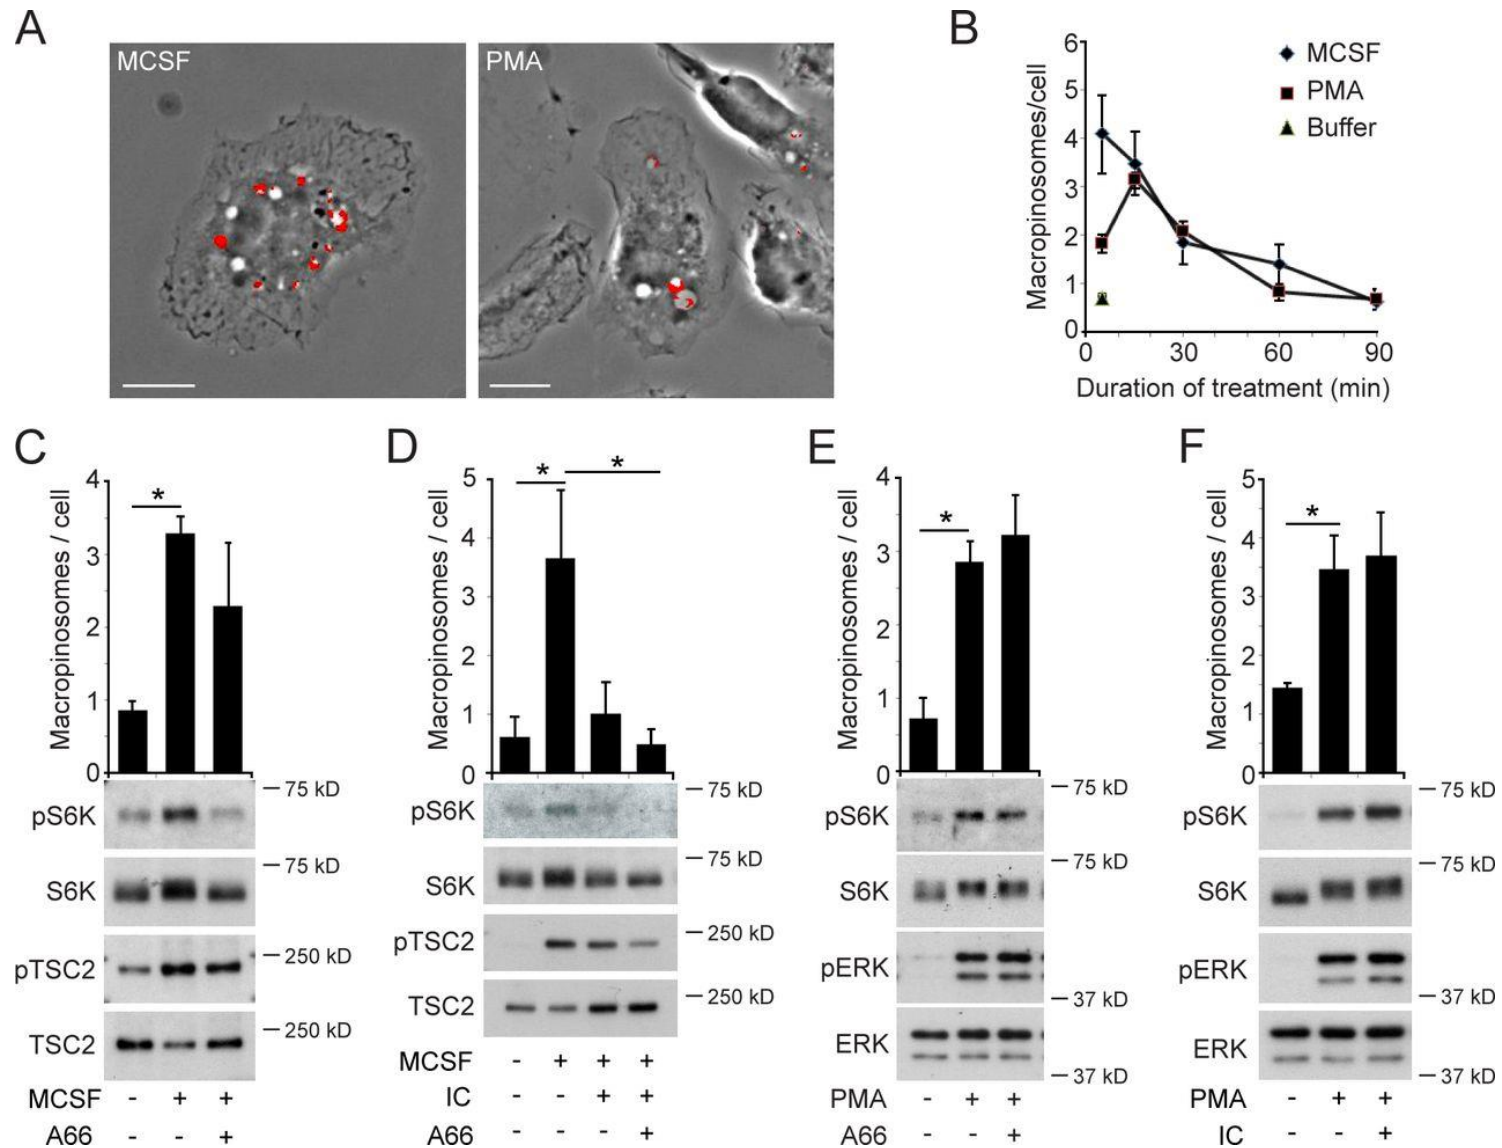 A
MCSF
PMA
B
6
5
4
3
2
1
0
Macropinosomes/cell
MCSF
PMA
Buffer
0 30 60 90
Duration of treatment (min)
C
4
3
2
1
0
Macropinosomes / cell
*
pS6K
75 kD
S6K
75 kD
pTSC2
250 kD
TSC2
250 kD
MCSF - + +
A66 - - +
D
5
4
3
2
1
0
Macropinosomes / cell
* *
pS6K
75 kD
S6K
75 kD
pTSC2
250 kD
TSC2
250 kD
MCSF - + + +
IC - - + +
A66 - - - +
E
4
3
2
1
0
Macropinosomes / cell
*
pS6K
75 kD
S6K
75 kD
pERK
37 kD
ERK
37 kD
PMA - + +
A66 - - +
F
5
4
3
2
1
0
Macropinosomes / cell
*
pS6K
75 kD
S6K
75 kD
pERK
37 kD
ERK
37 kD
PMA - + +
IC - - +